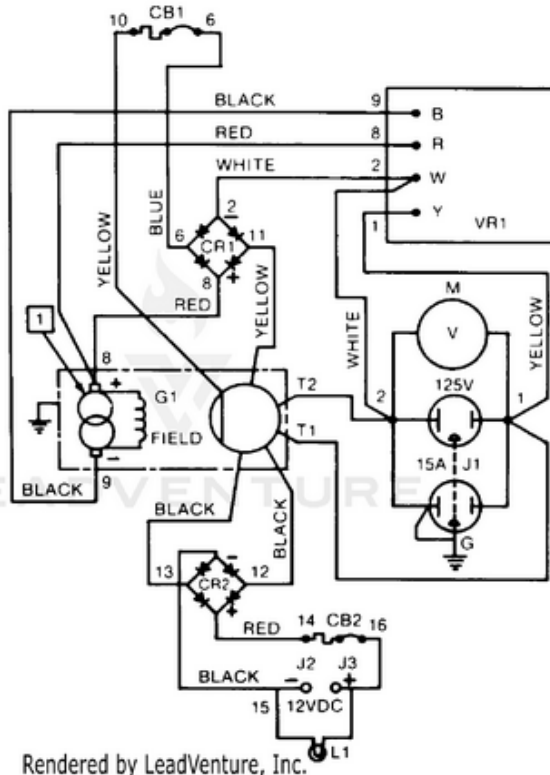 CB1
10 6
BLACK 9 B
RED 8 R
WHITE 2 W
Y
1 VR1
YELLOW
BLUE
2
6 CR1 11
8
RED
YELLOW
WHITE
YELLOW
M
V
1
8
G1
FIELD
T2
T1
2 125V 1
15A J1
G
BLACK 9
EADVENTURE
BLACK
BLACK
13 CR2 12
RED 14 CB2 16
BLACK J2 J3
15 12VDC
L1
Rendered by LeadVenture, Inc.